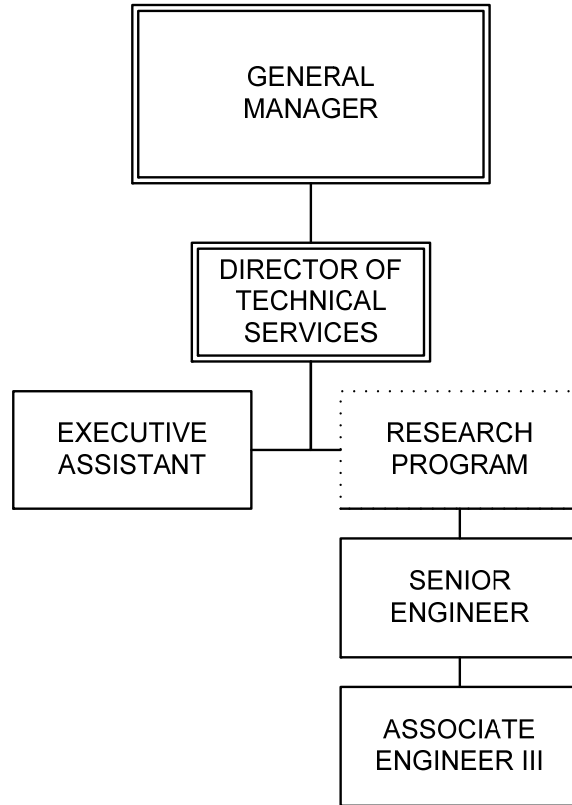 GENERAL
MANAGER
DIRECTOR OF
TECHNICAL
SERVICES
EXECUTIVE
ASSISTANT
RESEARCH
PROGRAM
SENIOR
ENGINEER
ASSOCIATE
ENGINEER III